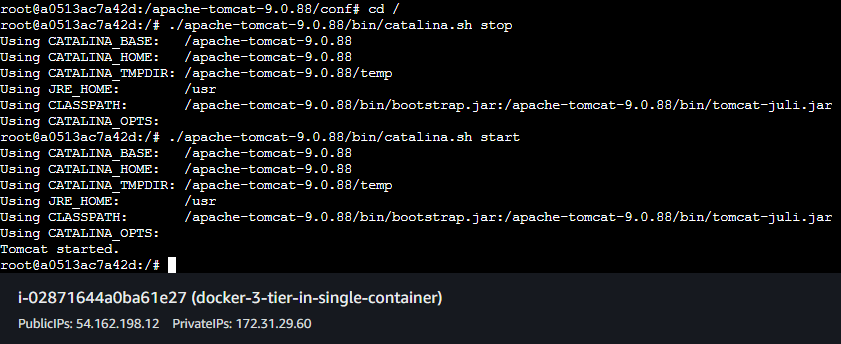 root@a0513ac7a42d:/apache-tomcat-9.0.88/conf# cd /
root@a0513ac7a42d:/# ./apache-tomcat-9.0.88/bin/catalina.sh stop
Using CATALINA_BASE:   /apache-tomcat-9.0.88
Using CATALINA_HOME:   /apache-tomcat-9.0.88
Using CATALINA_TMPDIR: /apache-tomcat-9.0.88/temp
Using JRE_HOME:        /usr
Using CLASSPATH:       /apache-tomcat-9.0.88/bin/bootstrap.jar:/apache-tomcat-9.0.88/bin/tomcat-juli.jar
Using CATALINA_OPTS:
root@a0513ac7a42d:/# ./apache-tomcat-9.0.88/bin/catalina.sh start
Using CATALINA_BASE:   /apache-tomcat-9.0.88
Using CATALINA_HOME:   /apache-tomcat-9.0.88
Using CATALINA_TMPDIR: /apache-tomcat-9.0.88/temp
Using JRE_HOME:        /usr
Using CLASSPATH:       /apache-tomcat-9.0.88/bin/bootstrap.jar:/apache-tomcat-9.0.88/bin/tomcat-juli.jar
Using CATALINA_OPTS:
Tomcat started.
root@a0513ac7a42d:/#
i-02871644a0ba61e27 (docker-3-tier-in-single-container)
PublicIPs: 54.162.198.12 PrivateIPs: 172.31.29.60